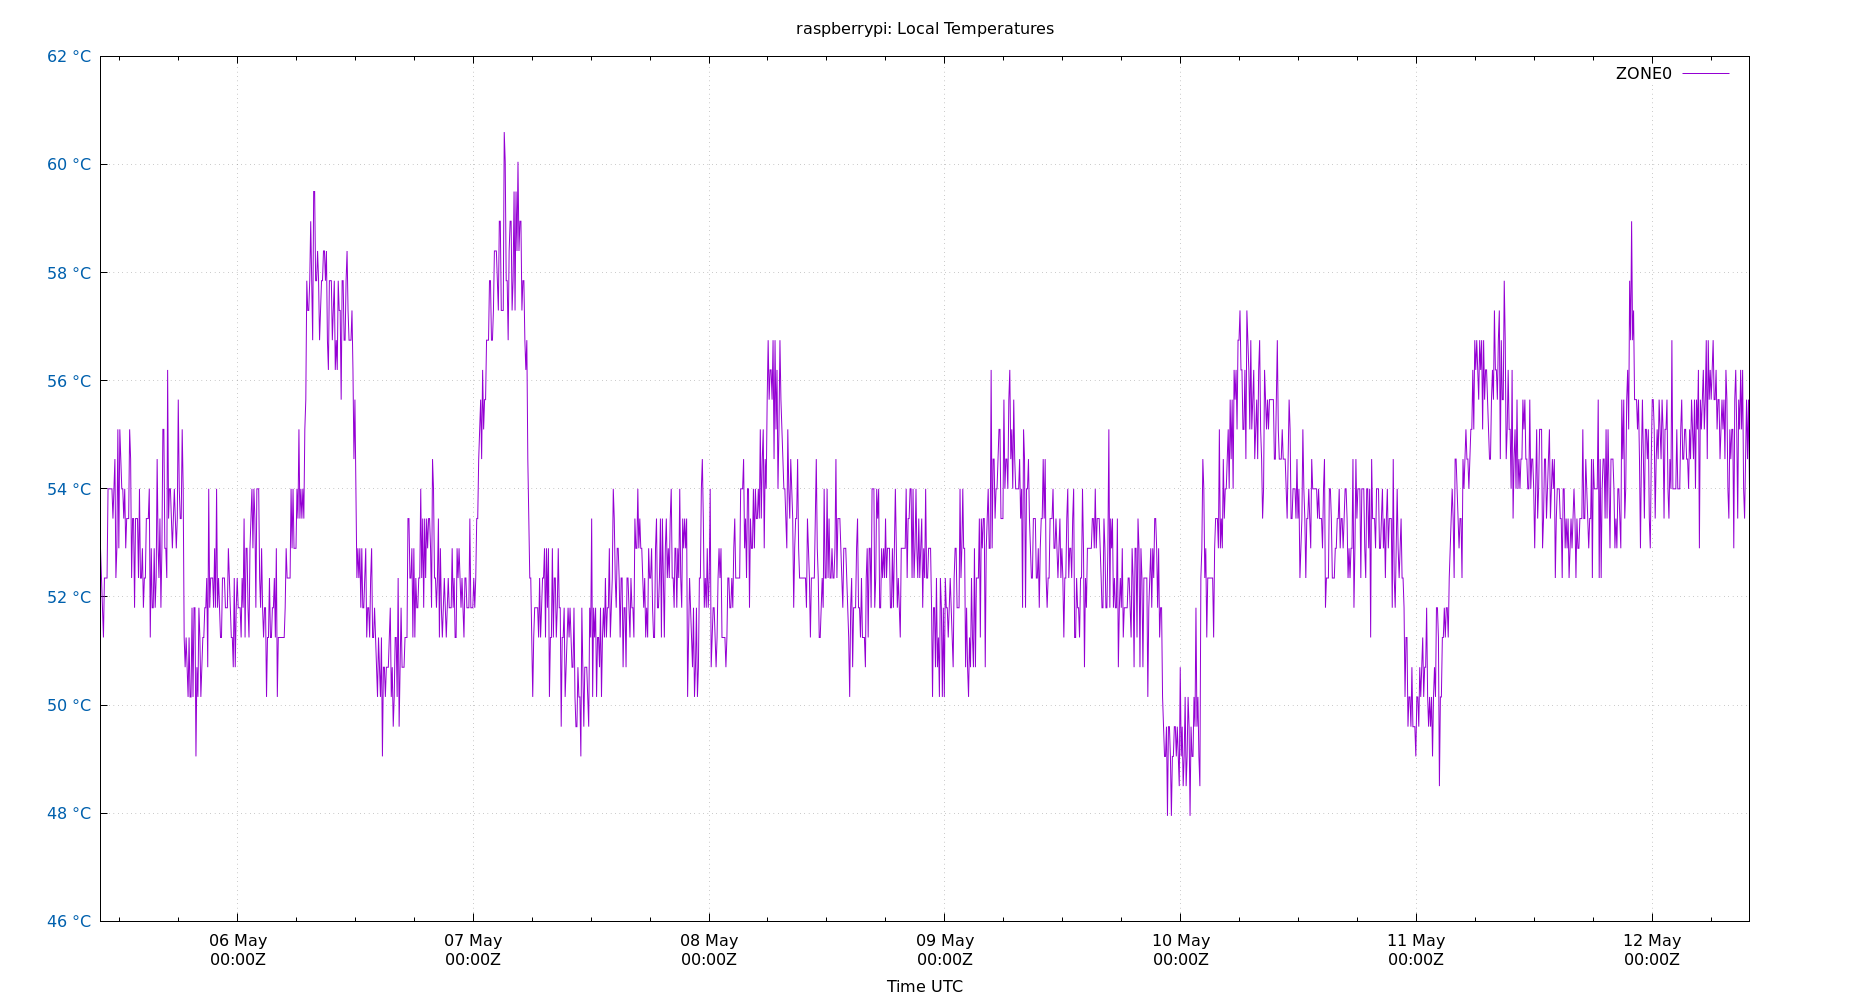 raspberrypi: Local Temperatures
62 °C
ZONE0
60 °C
58 °C
56 °C
54 °C
52 °C
50 °C
48 °C
46 °C
06 May 07 May 08 May 09 May 10 May 11 May 12 May
00:00Z 00:00Z 00:00Z 00:00Z 00:00Z 00:00Z 00:00Z
Time UTC